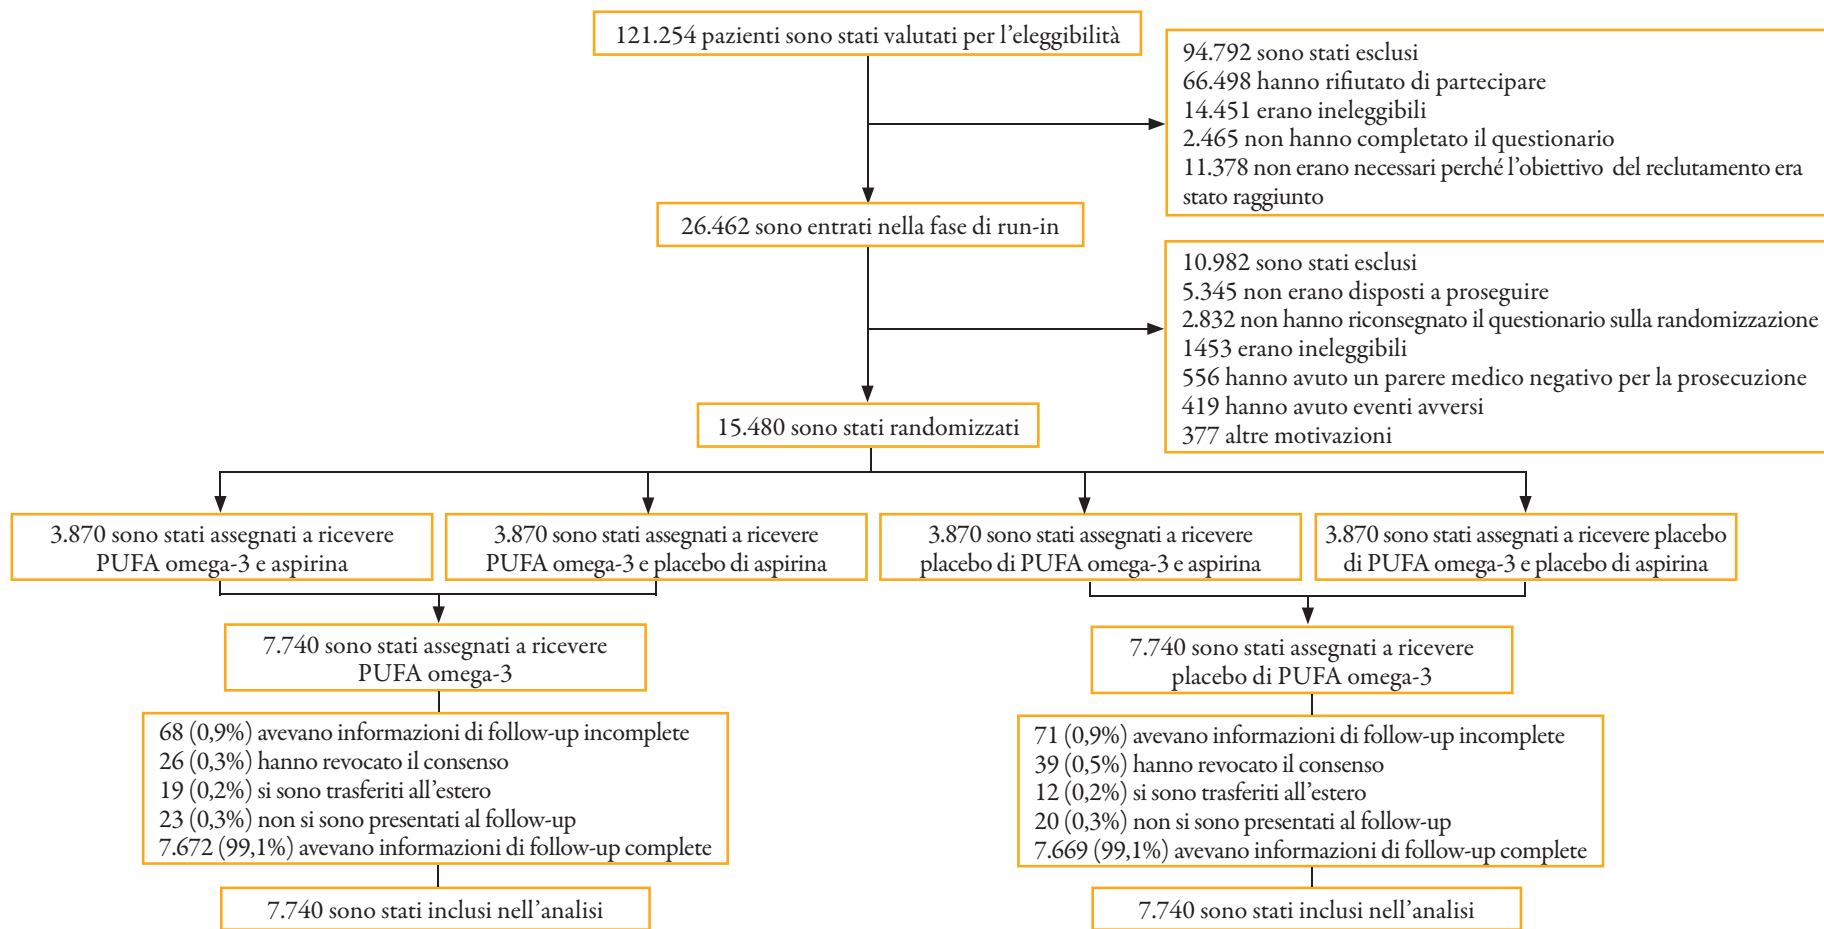 121.254 pazienti sono stati valutati per l’eleggibilità
94.792 sono stati esclusi
66.498 hanno rifiutato di partecipare
14.451 erano ineleggibili
2.465 non hanno completato il questionario
11.378 non erano necessari perché l’obiettivo del reclutamento era
stato raggiunto
26.462 sono entrati nella fase di run-in
10.982 sono stati esclusi
5.345 non erano disposti a proseguire
2.832 non hanno riconsegnato il questionario sulla randomizzazione
1453 erano ineleggibili
556 hanno avuto un parere medico negativo per la prosecuzione
419 hanno avuto eventi avversi
377 altre motivazioni
15.480 sono stati randomizzati
3.870 sono stati assegnati a ricevere
PUFA omega-3 e aspirina
3.870 sono stati assegnati a ricevere
PUFA omega-3 e placebo di aspirina
3.870 sono stati assegnati a ricevere
placebo di PUFA omega-3 e aspirina
3.870 sono stati assegnati a ricevere placebo
di PUFA omega-3 e placebo di aspirina
7.740 sono stati assegnati a ricevere
PUFA omega-3
7.740 sono stati assegnati a ricevere
placebo di PUFA omega-3
68 (0,9%) avevano informazioni di follow-up incomplete
26 (0,3%) hanno revocato il consenso
19 (0,2%) si sono trasferiti all’estero
23 (0,3%) non si sono presentati al follow-up
7.672 (99,1%) avevano informazioni di follow-up complete
71 (0,9%) avevano informazioni di follow-up incomplete
39 (0,5%) hanno revocato il consenso
12 (0,2%) si sono trasferiti all’estero
20 (0,3%) non si sono presentati al follow-up
7.669 (99,1%) avevano informazioni di follow-up complete
7.740 sono stati inclusi nell’analisi
7.740 sono stati inclusi nell’analisi